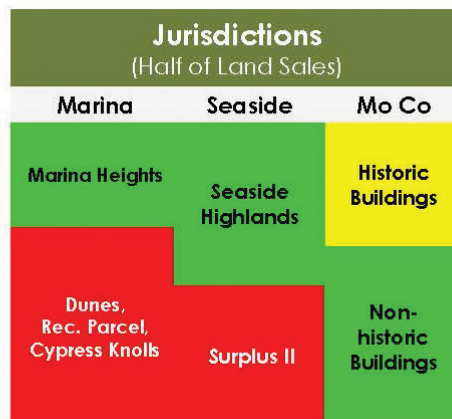 Jurisdictions
(Half of Land Sales)
Marina Seaside Mo Co
Marina Heights
Seaside
Highlands
Historic
Buildings
Dunes,
Rec. Parcel,
Cypress Knolls
Surplus II
Non-
historic
Buildings